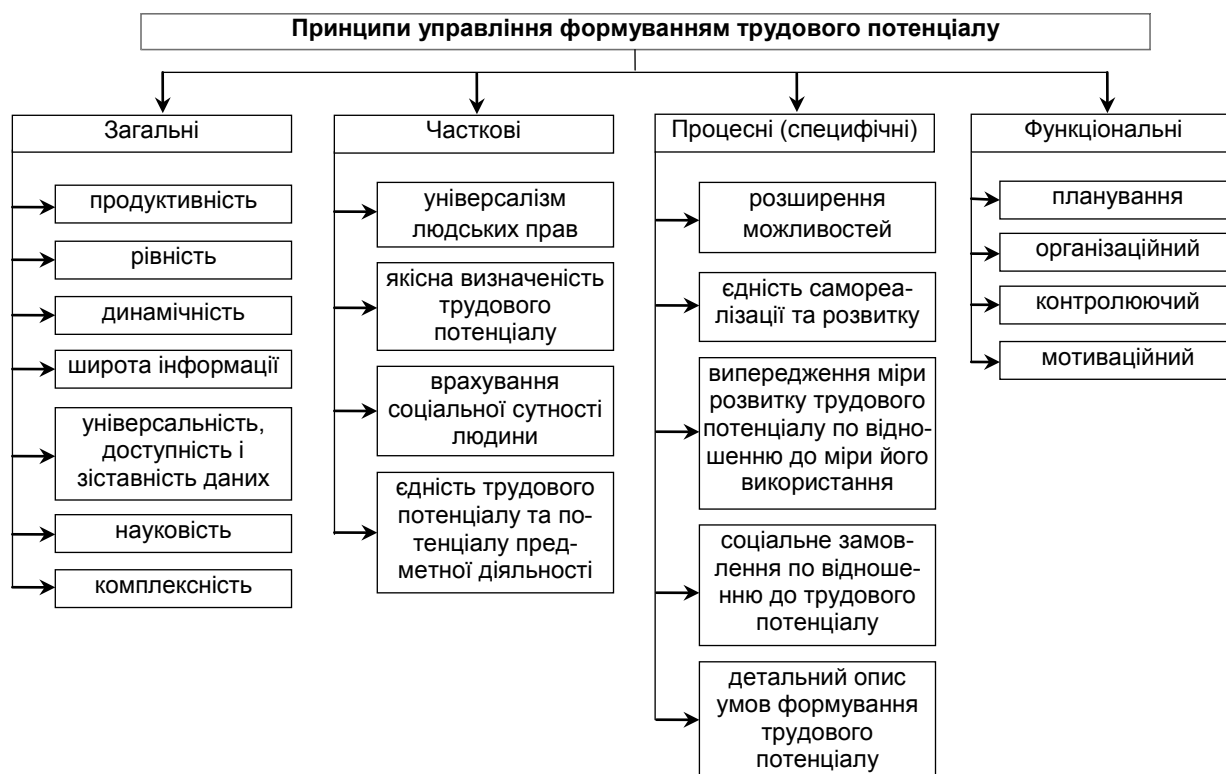 Принципи управління формуванням трудового потенціалу
Загальні
продуктивність
рівність
динамічність
широта інформації
універсальність,
доступність і
зіставність даних
науковість
комплексність
Часткові
універсалізм
людських прав
якісна визначеність
трудового
потенціалу
врахування
соціальної сутності
людини
єдність трудового
потенціалу та по-
тенціалу пред-
метної діяльності
Процесні (специфічні)
розширення
можливостей
єдність самореа-
лізації та розвитку
випередження міри
розвитку трудового
потенціалу по відно-
шенню до міри його
використання
соціальне замов-
лення по відноше-
нню до трудового
потенціалу
детальний опис
умов формування
трудового
потенціалу
Функціональні
планування
організаційний
контролюючий
мотиваційний